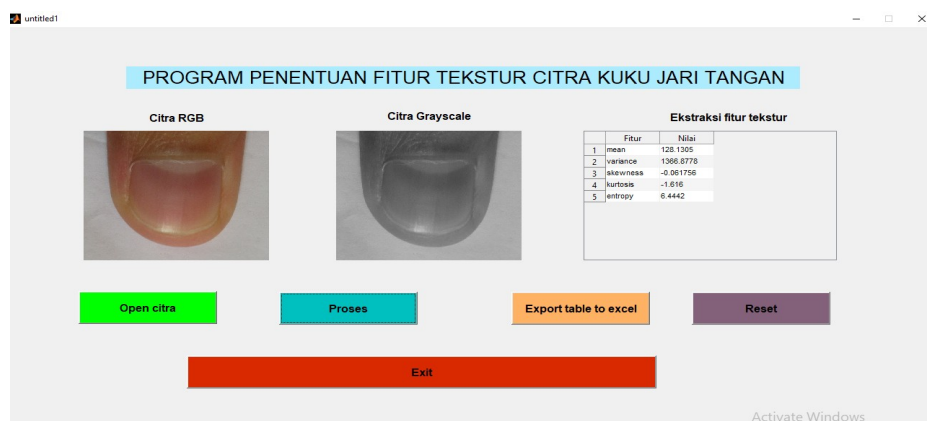 untitled1
PROGRAM PENENTUAN FITUR TEKSTUR CITRA KUKU JARI TANGAN
Citra RGB
Citra Grayscale
Ekstraksi fitur tekstur
Fitur Nilai
1 mean 128.1305
2 variance 1366.8778
3 skewness -0.061756
4 kurtosis -1.616
5 entropy 6.4442
Open citra
Proses
Export table to excel
Reset
Exit
Activate Windows